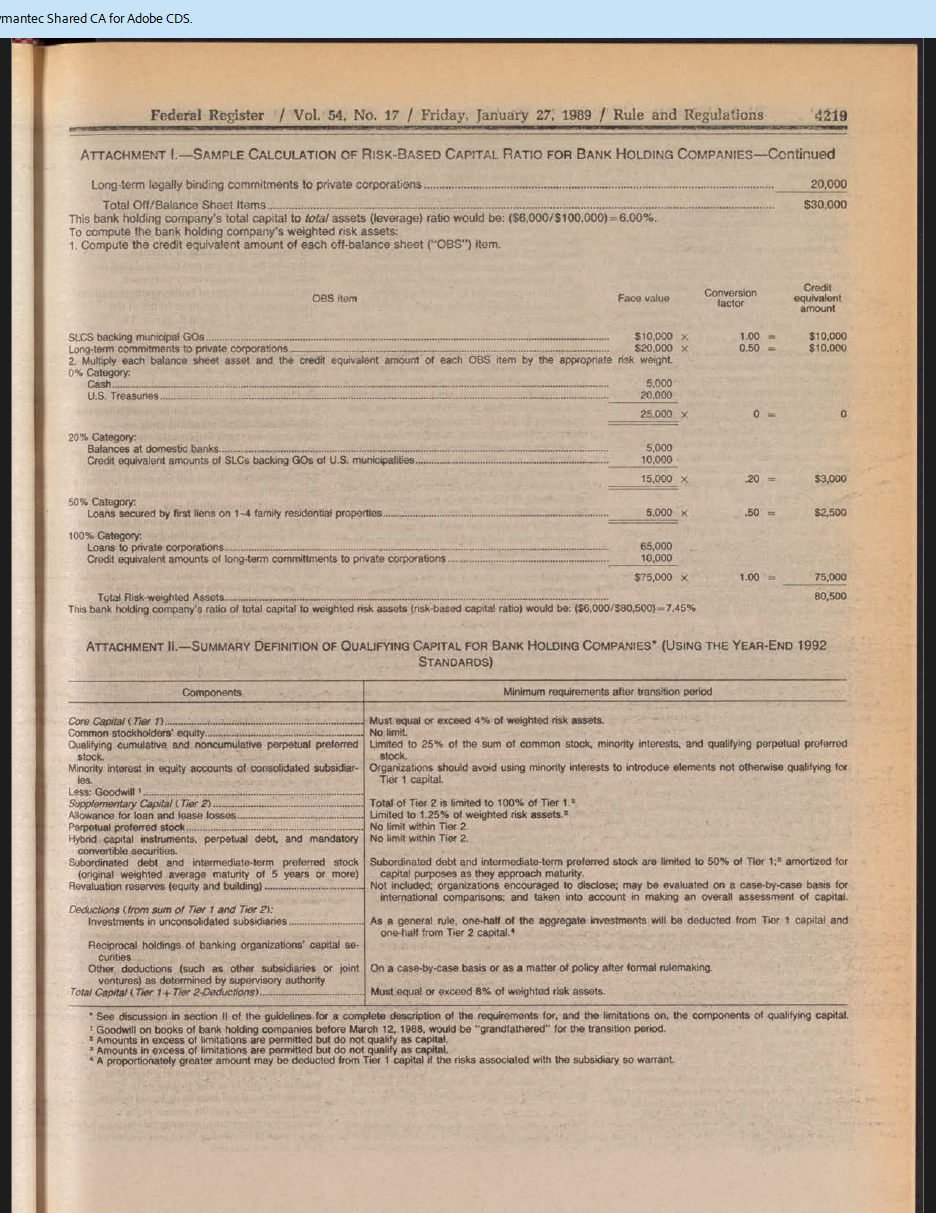 mantec Shared CA for Adobe CDS.
Federal Register / Vol. 54, No. 17 / Friday, January 27, 1989 / Rule and Regulations 4219
ATTACHMENT I.—SAMPLE CALCULATION OF RISK-BASED CAPITAL RATIO FOR BANK HOLDING COMPANIES—Continued
Long-term legally binding commitments to private corporations 20,000
Total Off/Balance Sheet Items $30,000
This bank holding company's total capital to total assets (leverage) ratio would be: ($6,000/$100,000)=6.00%.
To compute the bank holding company's weighted risk assets:
1. Compute the credit equivalent amount of each off-balance sheet ("OBS") item.
OBS item Face value Conversion factor Credit equivalent amount
SLCS backing municipal GOs $10,000 × 1.00 = $10,000
Long-term commitments to private corporations $20,000 × 0.50 = $10,000
2. Multiply each balance sheet asset and the credit equivalent amount of each OBS item by the appropriate risk weight.
0% Category:
Cash 5,000
U.S. Treasuries 20,000
25,000 × 0 = 0
20% Category:
Balances at domestic banks 5,000
Credit equivalent amounts of SLCs backing GOs of U.S. municipalities 10,000
15,000 × .20 = $3,000
50% Category:
Loans secured by first liens on 1–4 family residential properties 5,000 × .50 = $2,500
100% Category:
Loans to private corporations 65,000
Credit equivalent amounts of long-term committments to private corporations 10,000
$75,000 × 1.00 = 75,000
Total Risk-weighted Assets 80,500
This bank holding company's ratio of total capital to weighted risk assets (risk-based capital ratio) would be: ($6,000/$80,500)=7.45%
ATTACHMENT II.—SUMMARY DEFINITION OF QUALIFYING CAPITAL FOR BANK HOLDING COMPANIES* (USING THE YEAR-END 1992
STANDARDS)
Components Minimum requirements after transition period
Core Capital (Tier 1) Must equal or exceed 4% of weighted risk assets.
Common stockholders' equity No limit.
Qualifying cumulative and noncumulative perpetual preferred Limited to 25% of the sum of common stock, minority interests, and qualifying perpetual preferred
stock. stock.
Minority interest in equity accounts of consolidated subsidiar- Organizations should avoid using minority interests to introduce elements not otherwise qualifying for
ies. Tier 1 capital.
Less: Goodwill ¹
Supplementary Capital (Tier 2) Total of Tier 2 is limited to 100% of Tier 1.²
Allowance for loan and lease losses Limited to 1.25% of weighted risk assets.²
Perpetual preferred stock No limit within Tier 2.
Hybrid capital instruments, perpetual debt, and mandatory No limit within Tier 2.
convertible securities.
Subordinated debt and intermediate-term preferred stock Subordinated debt and intermediate-term preferred stock are limited to 50% of Tier 1;³ amortized for
(original weighted average maturity of 5 years or more) capital purposes as they approach maturity.
Revaluation reserves (equity and building) Not included; organizations encouraged to disclose; may be evaluated on a case-by-case basis for
international comparisons; and taken into account in making an overall assessment of capital.
Deductions (from sum of Tier 1 and Tier 2):
Investments in unconsolidated subsidiaries As a general rule, one-half of the aggregate investments will be deducted from Tier 1 capital and
one-half from Tier 2 capital.⁴
Reciprocal holdings of banking organizations' capital se-
curities
Other deductions (such as other subsidiaries or joint On a case-by-case basis or as a matter of policy after formal rulemaking.
ventures) as determined by supervisory authority
Total Capital (Tier 1+Tier 2-Deductions) Must equal or exceed 8% of weighted risk assets.
* See discussion in section II of the guidelines for a complete description of the requirements for, and the limitations on, the components of qualifying capital.
¹ Goodwill on books of bank holding companies before March 12, 1988, would be "grandfathered" for the transition period.
² Amounts in excess of limitations are permitted but do not qualify as capital.
³ Amounts in excess of limitations are permitted but do not qualify as capital.
⁴ A proportionately greater amount may be deducted from Tier 1 capital if the risks associated with the subsidiary so warrant.